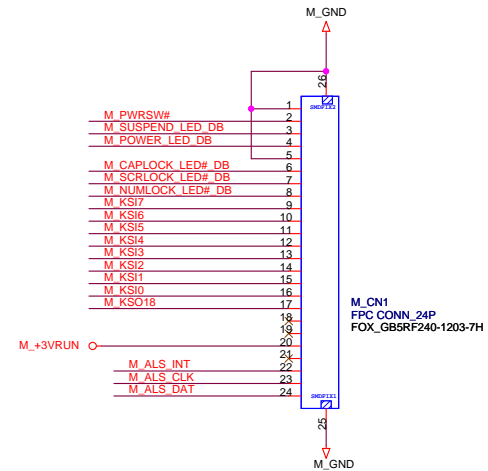 M_GND
26
SMDFIX2
1
M_PWRSW# 2
M_SUSPEND_LED_DB 3
M_POWER_LED_DB 4
5
M_CAPLOCK_LED#_DB 6
M_SCRLOCK_LED#_DB 7
M_NUMLOCK_LED#_DB 8
M_KSI7 9
M_KSI6 10
M_KSI5 11
M_KSI4 12
M_KSI3 13
M_KSI2 14
M_KSI1 15
M_KSI0 16
M_KSO18 17
18
19
M_+3VRUN 20
21
M_ALS_INT 22
M_ALS_CLK 23
M_ALS_DAT 24
M_CN1
FPC CONN_24P
FOX_GB5RF240-1203-7H
SMDFIX1
25
M_GND